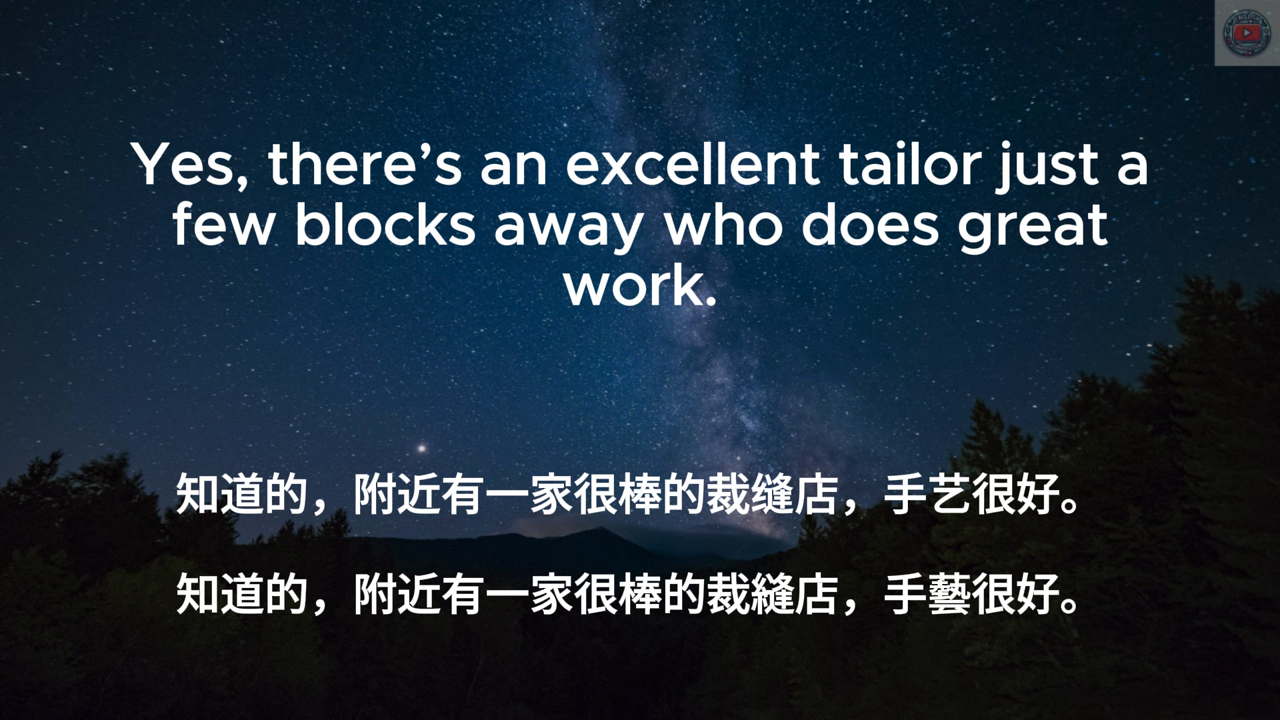 Yes, there’s an excellent tailor just a
few blocks away who does great
work.
知道的，附近有一家很棒的裁缝店，手艺很好。
知道的，附近有一家很棒的裁縫店，手藝很好。